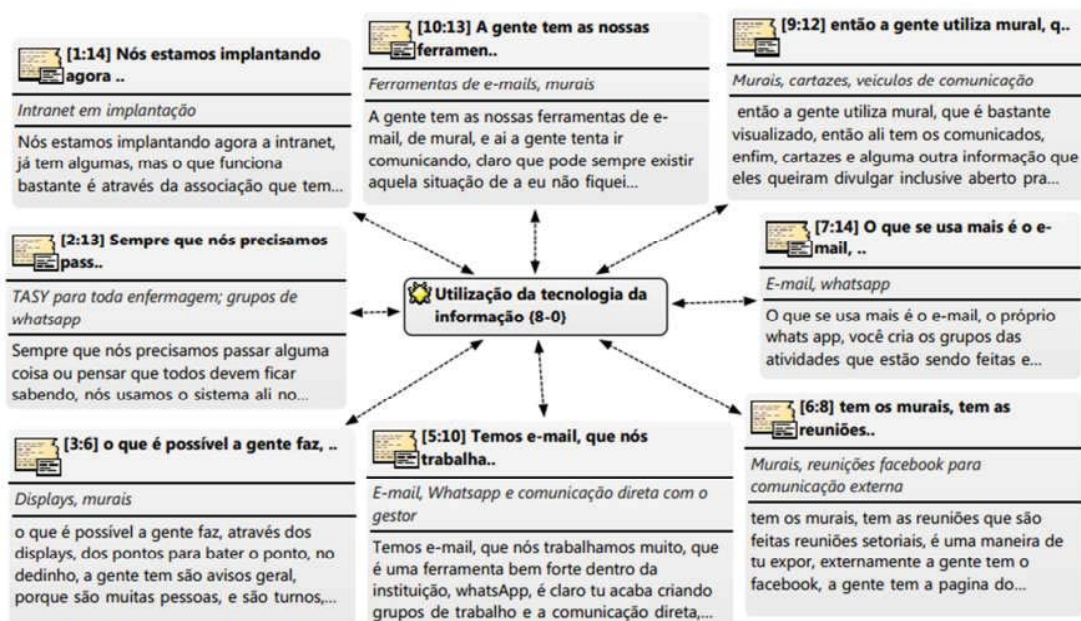 [1:14] Nós estamos implantando
agora ..
Intranet em implantação
Nós estamos implantando agora a intranet,
já tem algumas, mas o que funciona
bastante é através da associação que tem...
[10:13] A gente tem as nossas
ferramen..
Ferramentas de e-mails, murais
A gente tem as nossas ferramentas de e-
mail, de mural, e ai a gente tenta ir
comunicando, claro que pode sempre existir
aquela situação de a eu não fiquei...
[9:12] então a gente utiliza mural, q..
Murais, cartazes, veiculos de comunicação
então a gente utiliza mural, que é bastante
visualizado, então ali tem os comunicados,
enfim, cartazes e alguma outra informação que
eles queiram divulgar inclusive aberto pra...
[2:13] Sempre que nós precisamos
pass..
TASY para toda enfermagem; grupos de
whatsapp
Sempre que nós precisamos passar alguma
coisa ou pensar que todos devem ficar
sabendo, nós usamos o sistema ali no...
Utilização da tecnologia da
informação {8-0}
[7:14] O que se usa mais é o e-
mail, ..
E-mail, whatsapp
O que se usa mais é o e-mail, o próprio
whats app, você cria os grupos das
atividades que estão sendo feitas e...
[3:6] o que é possível a gente faz, ..
Displays, murais
o que é possível a gente faz, através dos
displays, dos pontos para bater o ponto, no
dedinho, a gente tem são avisos geral,
porque são muitas pessoas, e são turnos,...
[5:10] Temos e-mail, que nós
trabalha..
E-mail, Whatsapp e comunicação direta com o
gestor
Temos e-mail, que nós trabalhamos muito, que
é uma ferramenta bem forte dentro da
instituição, whatsApp, é claro tu acaba criando
grupos de trabalho e a comunicação direta,...
[6:8] tem os murais, tem as
reuniões..
Murais, reuniões facebook para
comunicação externa
tem os murais, tem as reuniões que são
feitas reuniões setoriais, é uma maneira de
tu expor, externamente a gente tem o
facebook, a gente tem a pagina do...